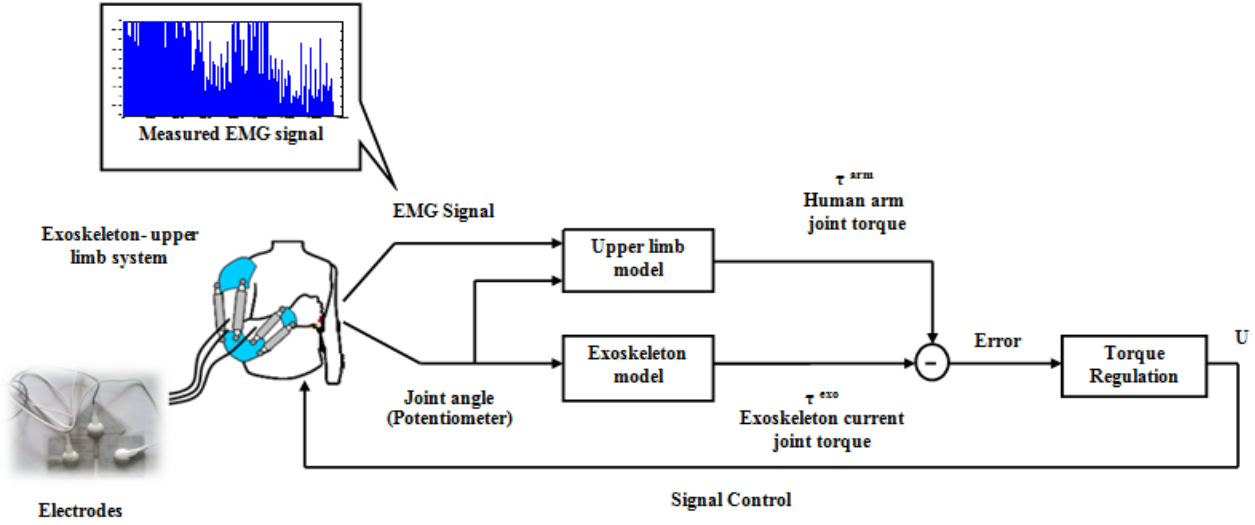 Measured EMG signal
EMG Signal
τ arm
Human arm
joint torque
Exoskeleton- upper
limb system
Upper limb
model
Exoskeleton
model
-
Error
Torque
Regulation
U
Joint angle
(Potentiometer)
τ exo
Exoskeleton current
joint torque
Signal Control
Electrodes